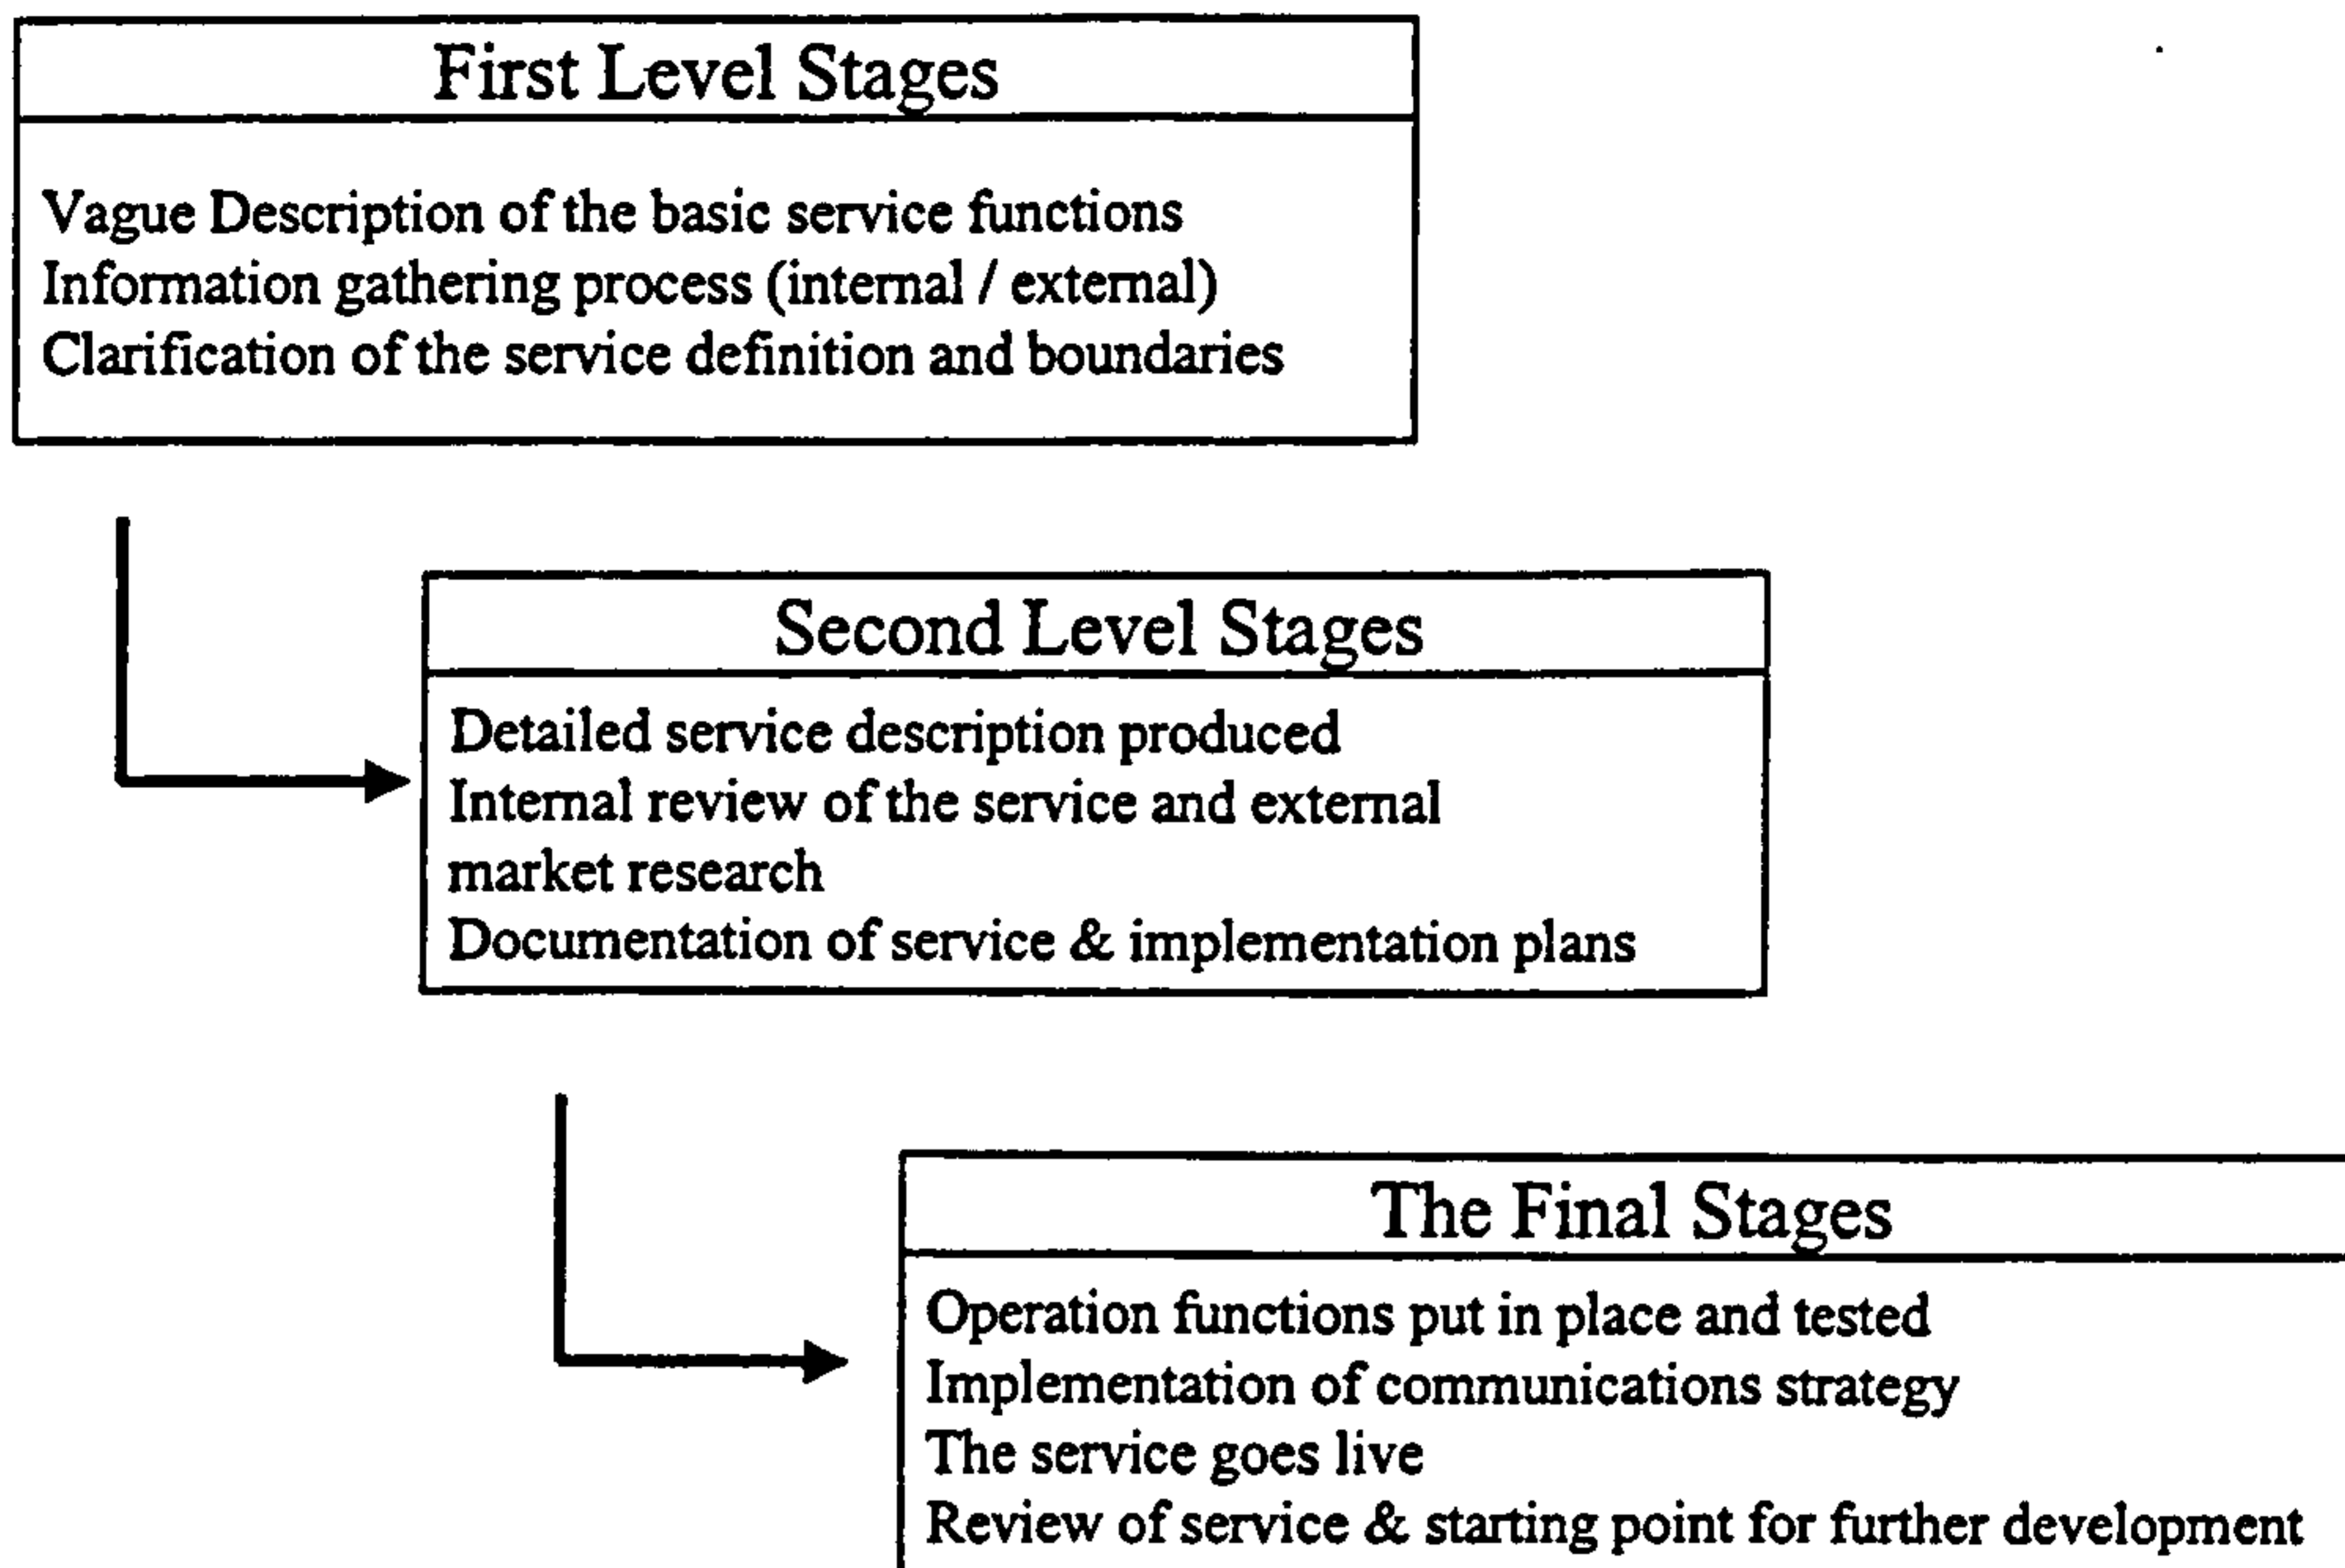 First Level Stages
Vague Description of the basic service functions
Information gathering process (internal / external)
Clarification of the service definition and boundaries
Second Level Stages
Detailed service description produced
Internal review of the service and external
market research
Documentation of service & implementation plans
The Final Stages
Operation functions put in place and tested
Implementation of communications strategy
The service goes live
Review of service & starting point for further development